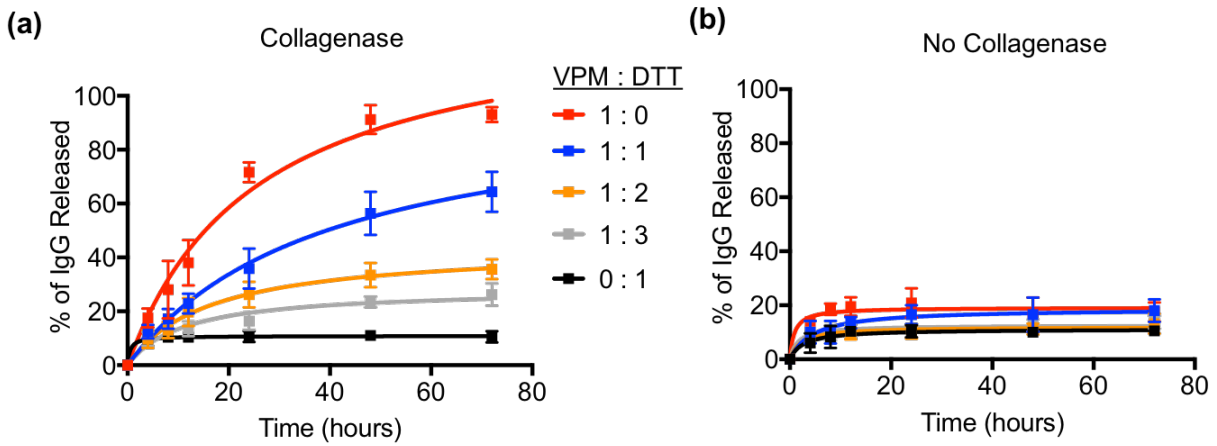 (a)
Collagenase
% of IgG Released
100
80
60
40
20
0
0 20 40 60 80
Time (hours)
VPM : DTT
1 : 0
1 : 1
1 : 2
1 : 3
0 : 1
(b)
No Collagenase
% of IgG Released
100
80
60
40
20
0
0 20 40 60 80
Time (hours)